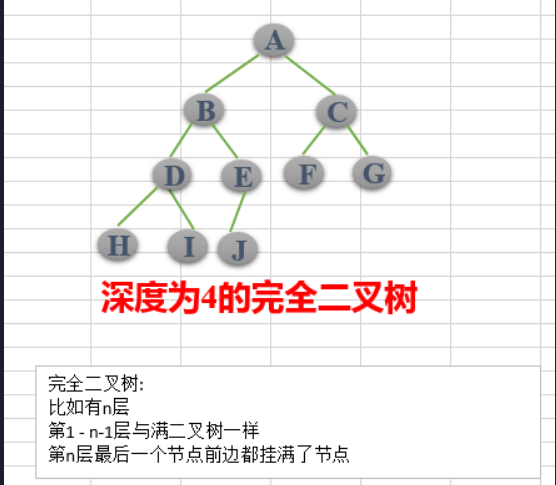 A
B C
D E F G
H I J
深度为4的完全二叉树
完全二叉树:
比如有n层
第1 - n-1层与满二叉树一样
第n层最后一个节点前边都挂满了节点